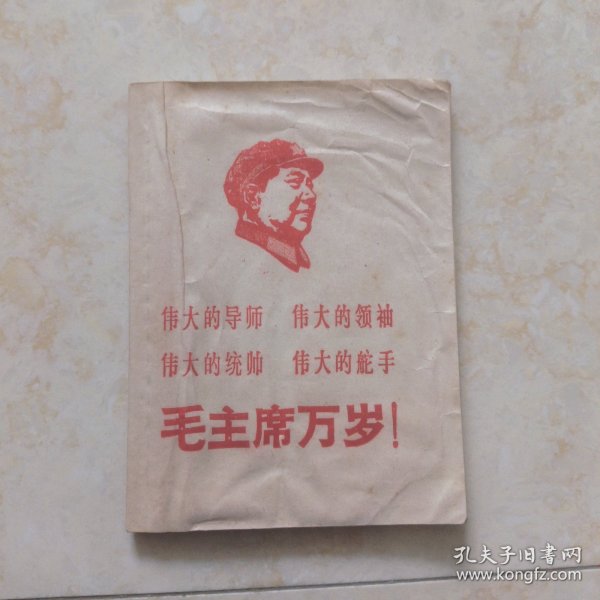 伟大的导师 伟大的领袖
伟大的统帅 伟大的舵手
毛主席万岁!
孔夫子旧书网
www.kongfz.com